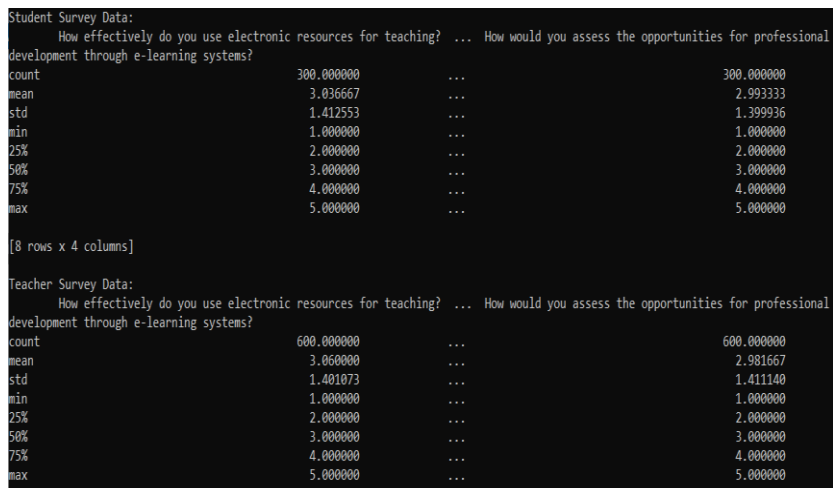 Student Survey Data:
How effectively do you use electronic resources for teaching? ... How would you assess the opportunities for professional
development through e-learning systems?
count 300.000000 ... 300.000000
mean 3.036667 ... 2.993333
std 1.412553 ... 1.399936
min 1.000000 ... 1.000000
25% 2.000000 ... 2.000000
50% 3.000000 ... 3.000000
75% 4.000000 ... 4.000000
max 5.000000 ... 5.000000
[8 rows x 4 columns]
Teacher Survey Data:
How effectively do you use electronic resources for teaching? ... How would you assess the opportunities for professional
development through e-learning systems?
count 600.000000 ... 600.000000
mean 3.060000 ... 2.981667
std 1.401073 ... 1.411140
min 1.000000 ... 1.000000
25% 2.000000 ... 2.000000
50% 3.000000 ... 3.000000
75% 4.000000 ... 4.000000
max 5.000000 ... 5.000000